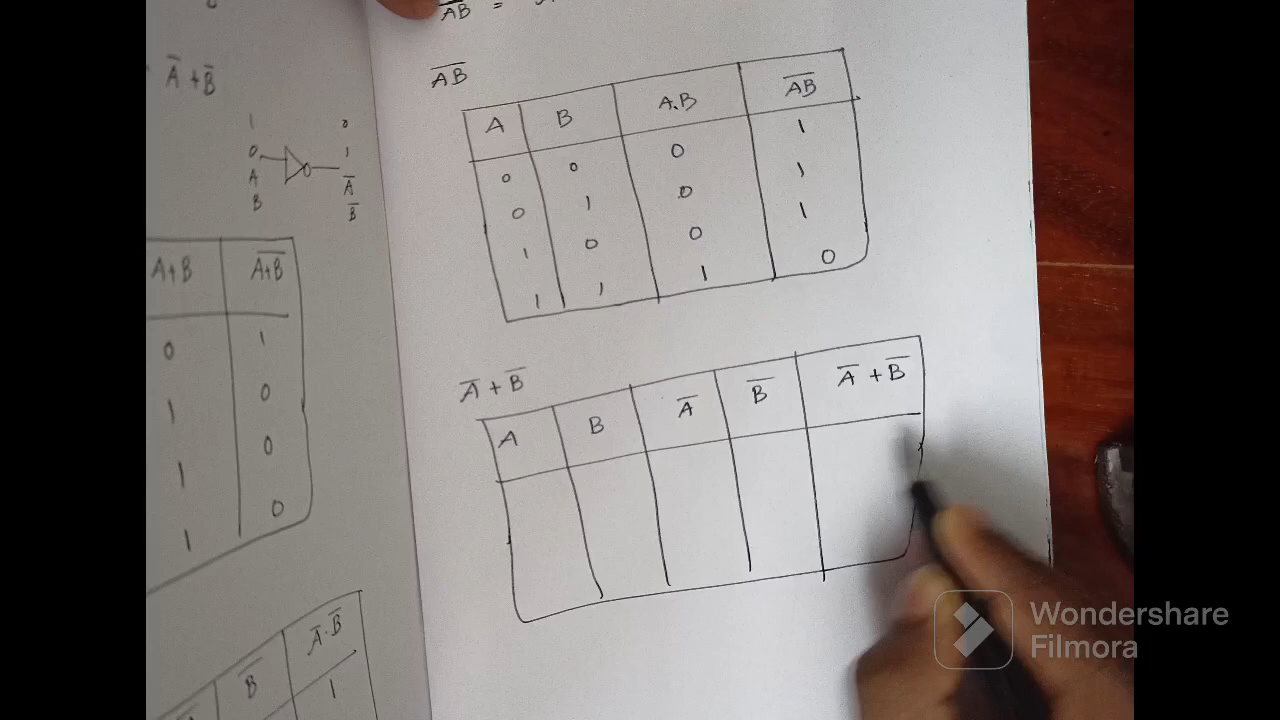 A̅ + B̅
1 0
0 1
A A̅
B B̅
A+B A̅+̅B̅
0 1
1 0
1 0
1 0
B̅ A̅·B̅
1
A̅B̅ =
A̅B̅
A B A.B A̅B̅
0 0 0 1
0 1 0 1
1 0 0 1
1 1 1 0
A̅ + B̅
A B A̅ B̅ A̅ + B̅
Wondershare
Filmora